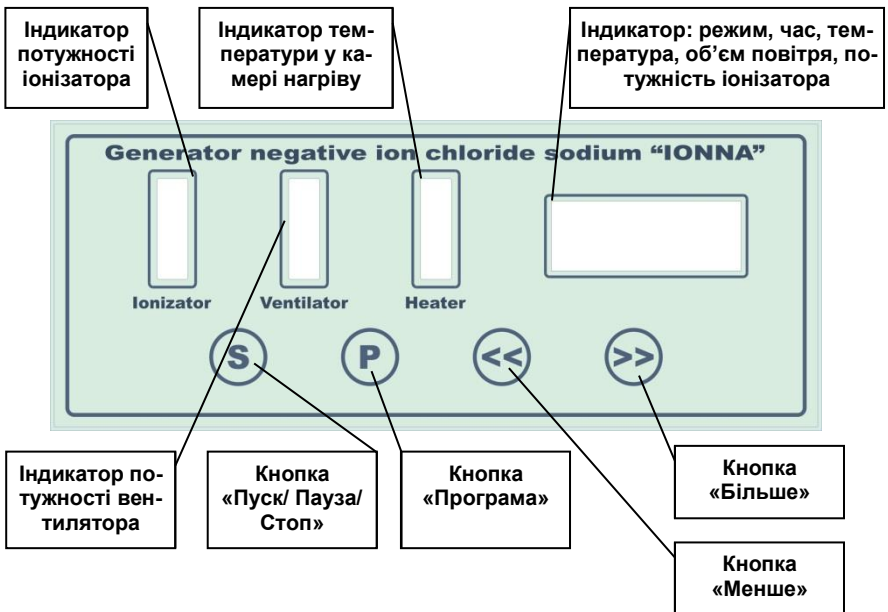 Індикатор
потужності
іонізатора
Індикатор тем-
ператури у ка-
мері нагріву
Індикатор: режим, час, тем-
пература, об’єм повітря, по-
тужність іонізатора
Generator negative ion chloride sodium “IONNA”
Ionizator
Ventilator
Heater
S
P
<<
>>
Індикатор по-
тужності вен-
тилятора
Кнопка
«Пуск/ Пауза/
Стоп»
Кнопка
«Програма»
Кнопка
«Більше»
Кнопка
«Менше»